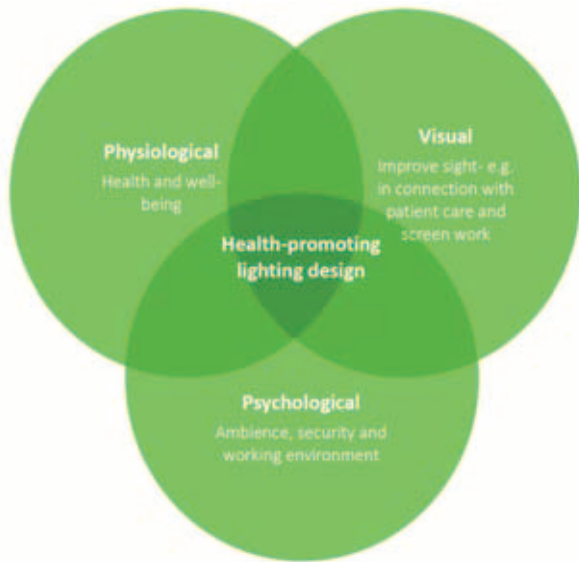 Physiological
Health and well-
being
Visual
Improve sight- e.g.
in connection with
patient care and
screen work
Health-promoting
lighting design
Psychological
Ambience, security and
working environment